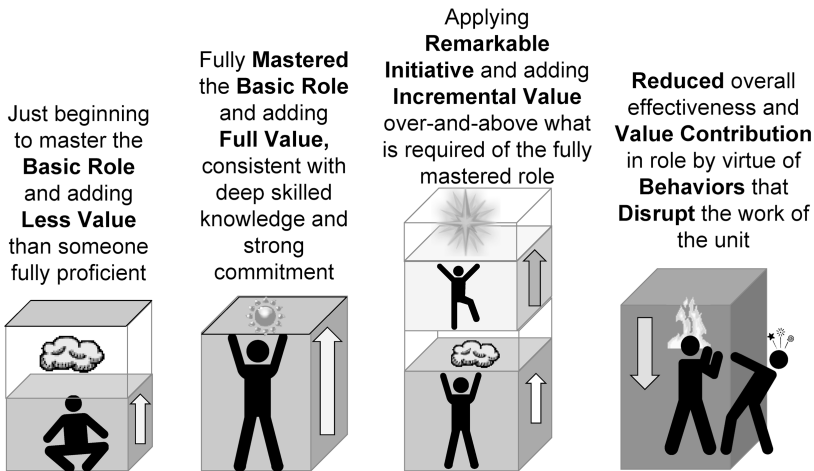 Just beginning
to master the
Basic Role
and adding
Less Value
than someone
fully proficient
Fully Mastered
the Basic Role
and adding
Full Value,
consistent with
deep skilled
knowledge and
strong
commitment
Applying
Remarkable
Initiative and adding
Incremental Value
over-and-above what
is required of the fully
mastered role
Reduced overall
effectiveness and
Value Contribution
in role by virtue of
Behaviors that
Disrupt the work of
the unit